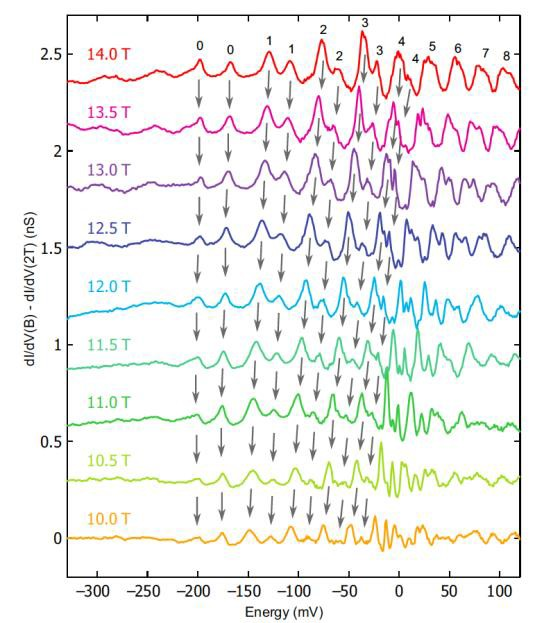 2.5
2
1.5
1
0.5
0
dI/dV(B) - dI/dV(2T) (nS)
14.0 T
13.5 T
13.0 T
12.5 T
12.0 T
11.5 T
11.0 T
10.5 T
10.0 T
0 0 1 1 2 2 3 3 4 4 5 6 7 8
−300 −250 −200 −150 −100 −50 0 50 100
Energy (mV)